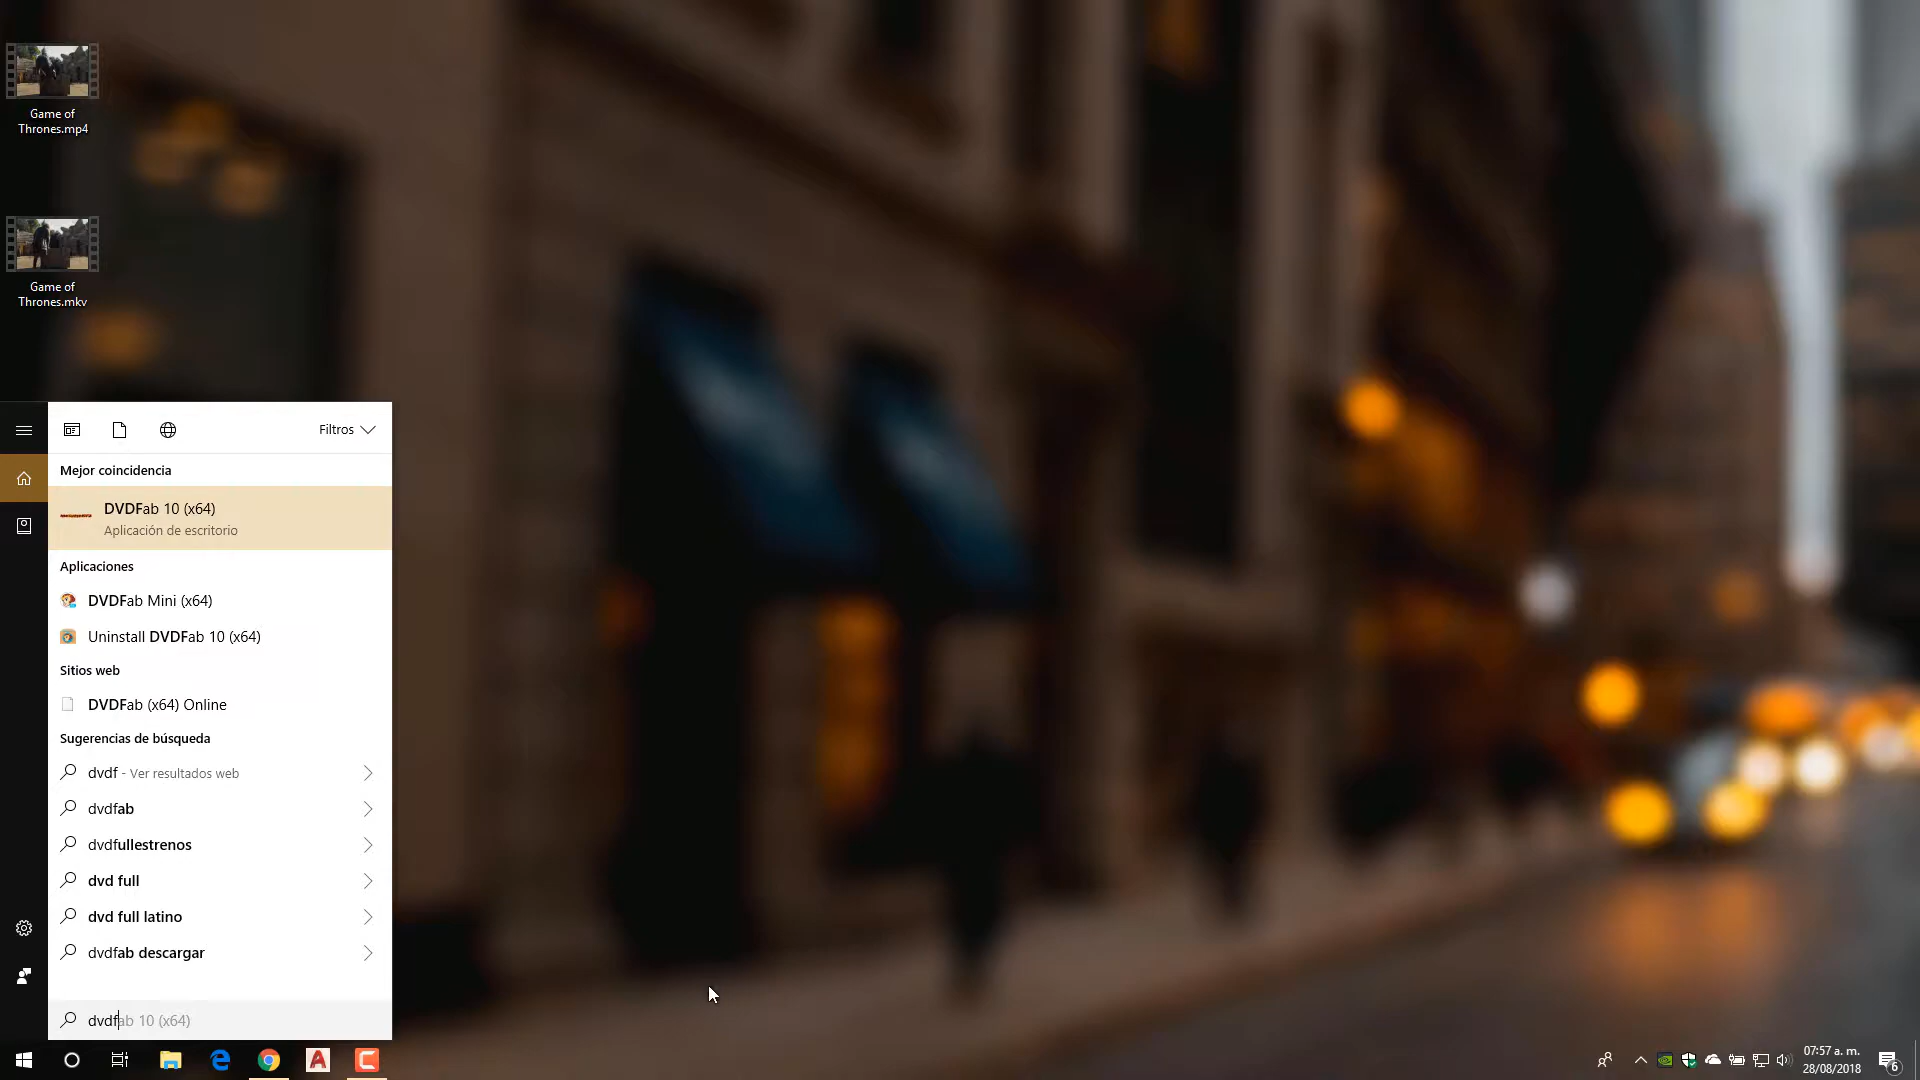 Game of
Thrones.mp4
Game of
Thrones.mkv
Filtros
Mejor coincidencia
DVDFab 10 (x64)
Aplicación de escritorio
Aplicaciones
DVDFab Mini (x64)
Uninstall DVDFab 10 (x64)
Sitios web
DVDFab (x64) Online
Sugerencias de búsqueda
dvdf - Ver resultados web
dvdfab
dvdfullestrenos
dvd full
dvd full latino
dvdfab descargar
dvdfab 10 (x64)
07:57 a. m.
28/08/2018
6